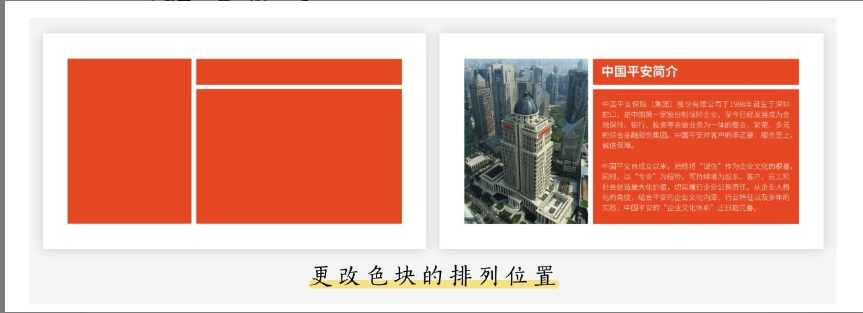 中国平安简介
中国平安保险（集团）股份有限公司于1988年诞生于深圳
蛇口，是中国第一家股份制保险企业，至今已经发展成为金
融保险、银行、投资等金融业务为一体的整合、紧密、多元
的综合金融服务集团。中国平安对客户的承诺是：服务至上，
诚信保障。
中国平安自成立以来，始终将“诚信”作为企业文化的根基，
同时，以“专业”为纽带，可持续地为股东、客户、员工和
社会创造最大化价值，切实履行企业公民责任。从企业人格
化的角度，结合平安的企业文化内涵、行业特征以及多年的
实践，中国平安的“企业文化体系”正日趋完善。
更改色块的排列位置